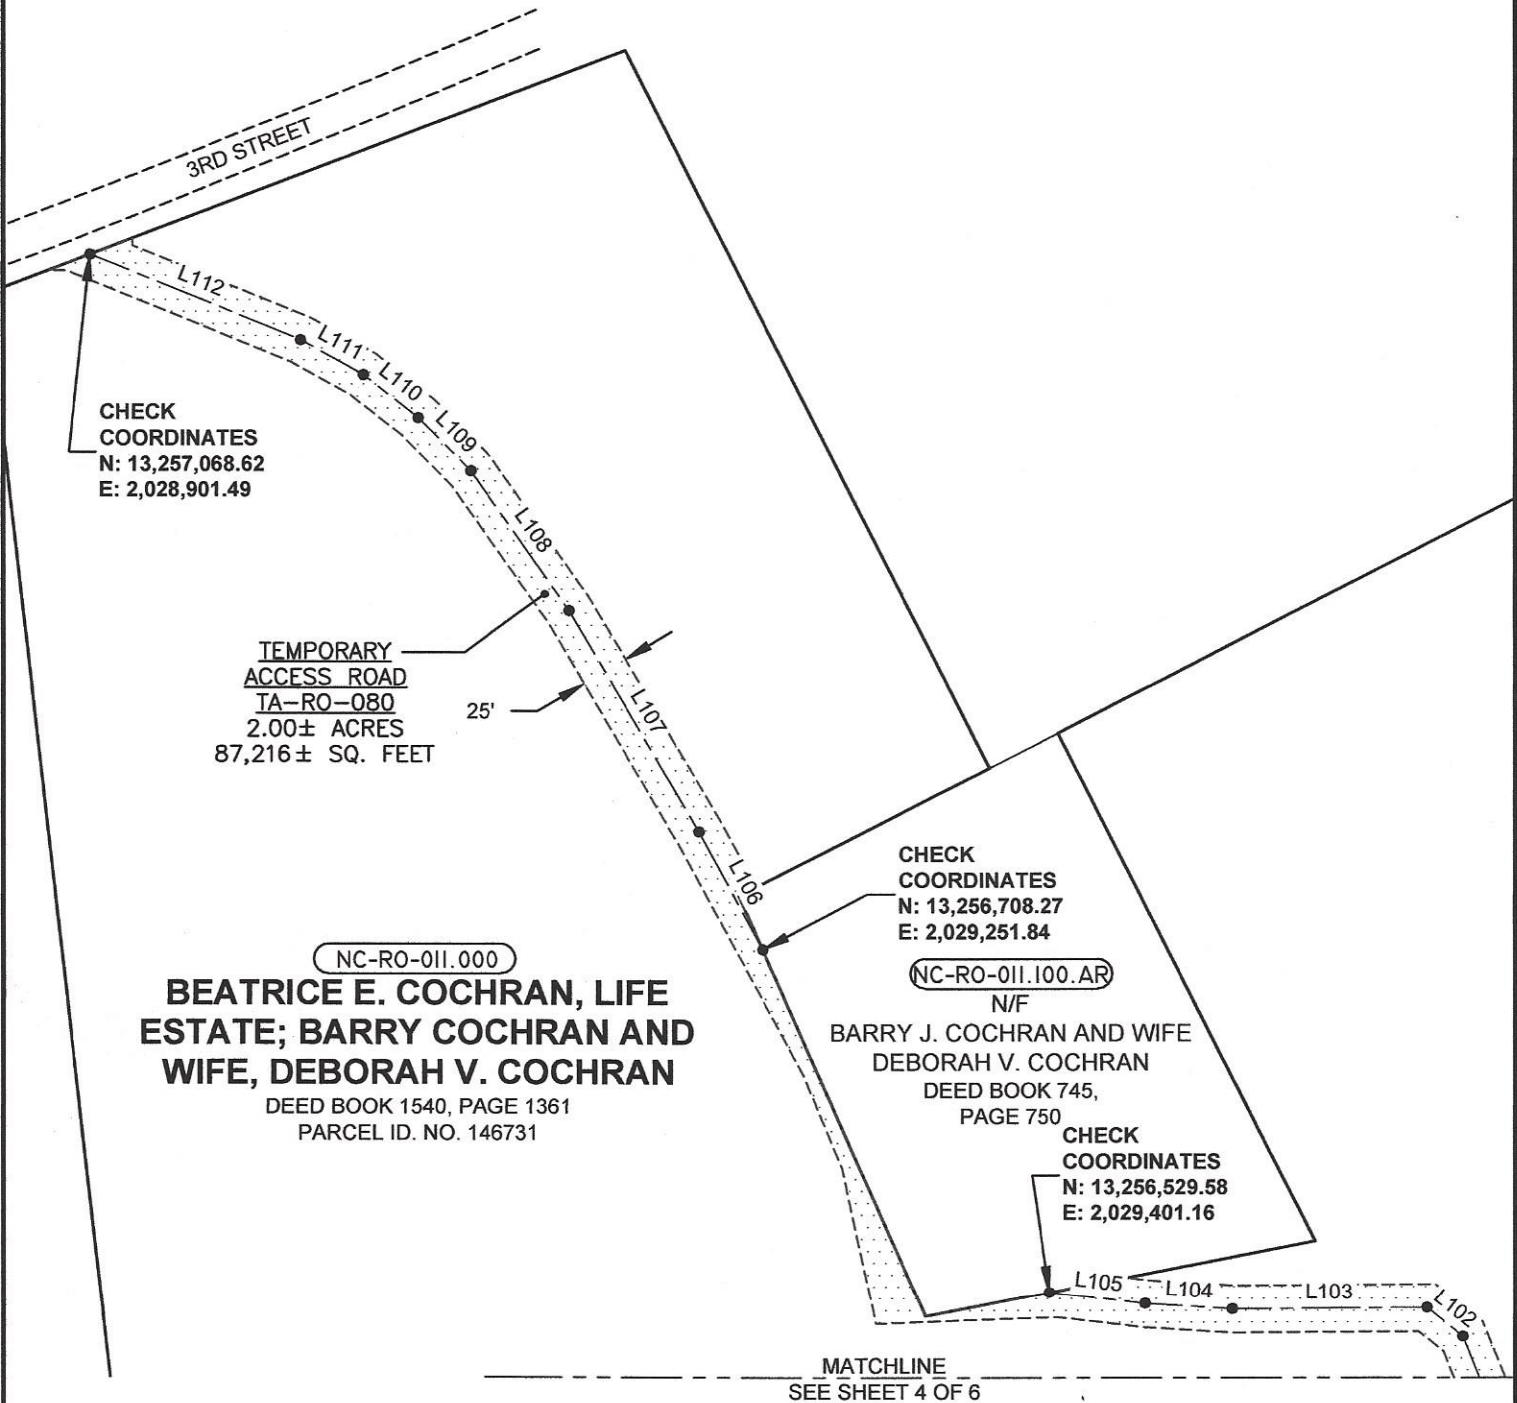 3RD STREET
L112
L111
L110
L109
CHECK
COORDINATES
N: 13,257,068.62
E: 2,028,901.49
L108
TEMPORARY
ACCESS ROAD
TA-RO-080
2.00± ACRES
87,216± SQ. FEET
25'
L107
L106
CHECK
COORDINATES
N: 13,256,708.27
E: 2,029,251.84
NC-RO-011.000
BEATRICE E. COCHRAN, LIFE
ESTATE; BARRY COCHRAN AND
WIFE, DEBORAH V. COCHRAN
DEED BOOK 1540, PAGE 1361
PARCEL ID. NO. 146731
NC-RO-011.100.AR
N/F
BARRY J. COCHRAN AND WIFE
DEBORAH V. COCHRAN
DEED BOOK 745,
PAGE 750
CHECK
COORDINATES
N: 13,256,529.58
E: 2,029,401.16
L105
L104
L103
L102
MATCHLINE
SEE SHEET 4 OF 6